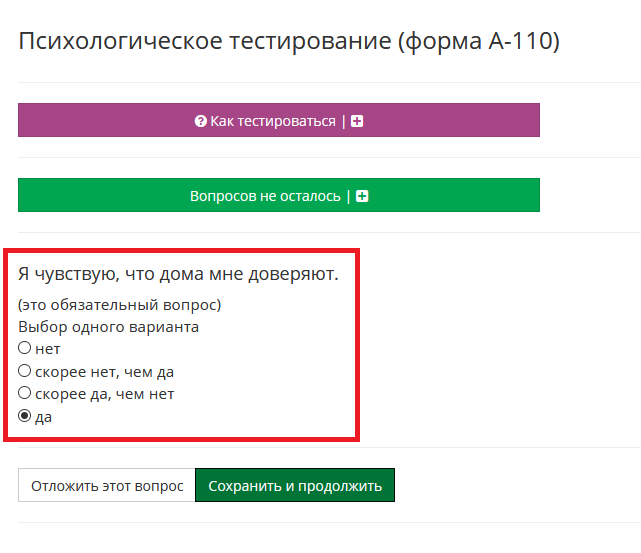 Психологическое тестирование (форма А-110)
Как тестироваться |
Вопросов не осталось |
Я чувствую, что дома мне доверяют.
(это обязательный вопрос)
Выбор одного варианта
нет
скорее нет, чем да
скорее да, чем нет
да
Отложить этот вопрос
Сохранить и продолжить